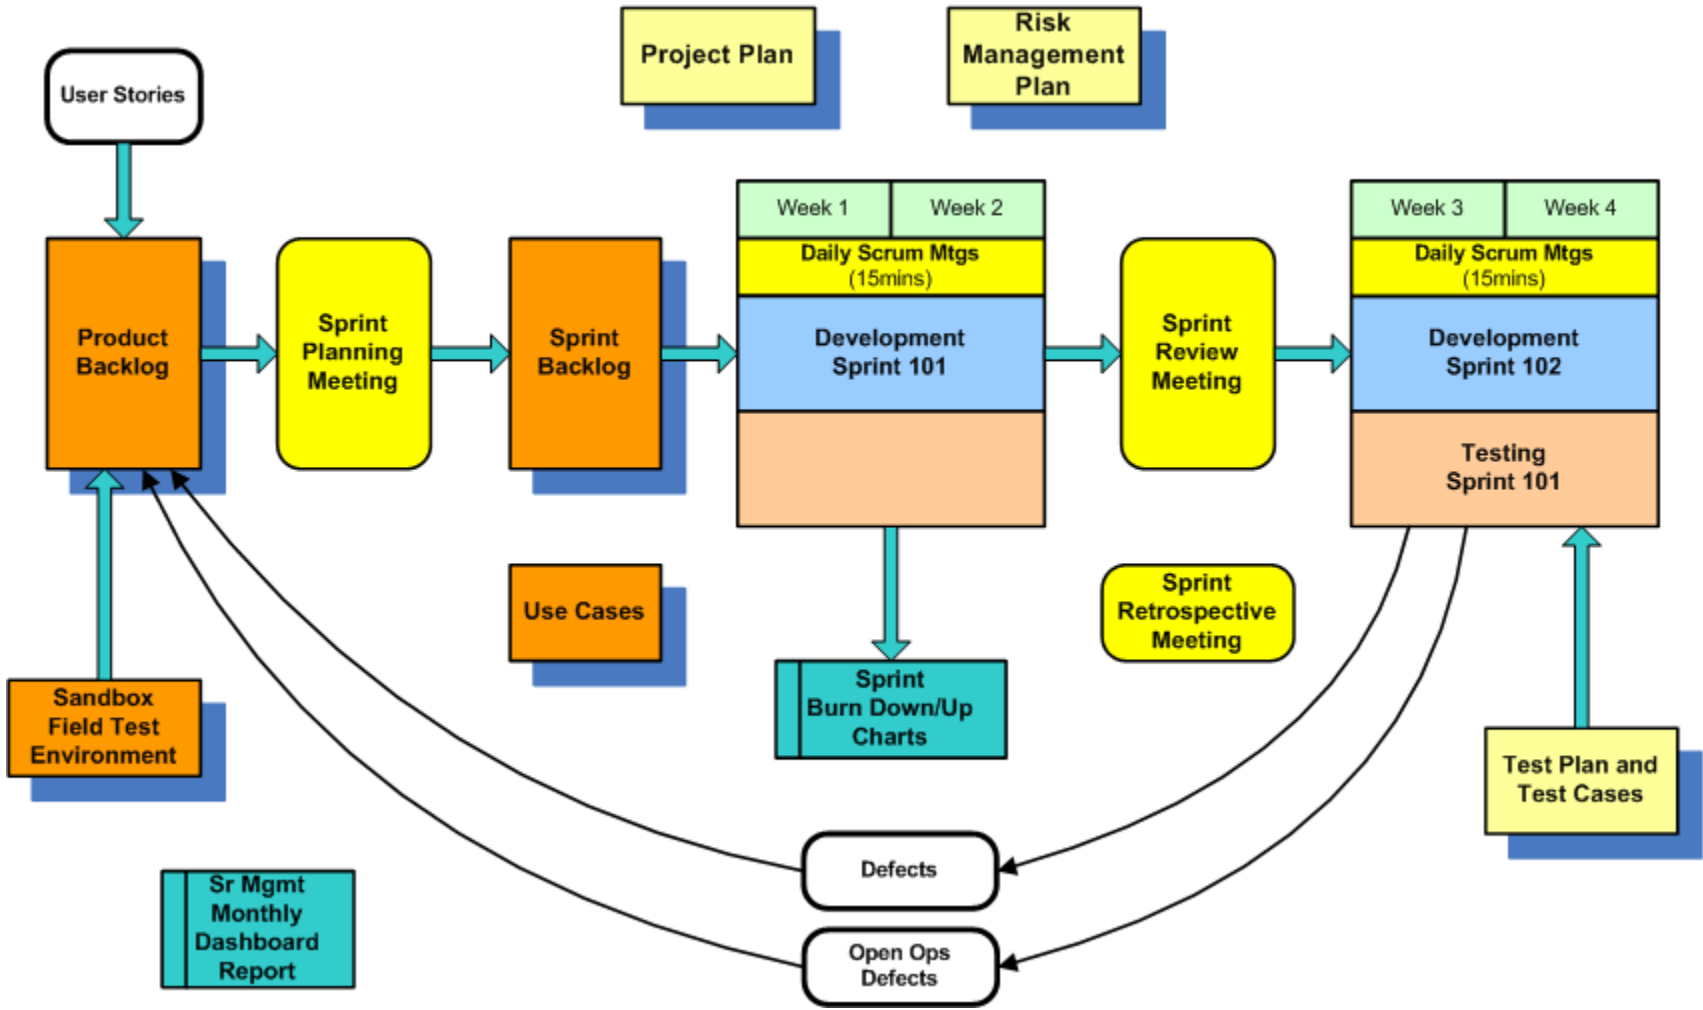 Project Plan
Risk
Management
Plan
User Stories
Week 1
Week 2
Week 3
Week 4
Daily Scrum Mtgs
(15mins)
Daily Scrum Mtgs
(15mins)
Product
Backlog
Sprint
Planning
Meeting
Sprint
Backlog
Development
Sprint 101
Sprint
Review
Meeting
Development
Sprint 102
Testing
Sprint 101
Use Cases
Sprint
Retrospective
Meeting
Sandbox
Field Test
Environment
Sprint
Burn Down/Up
Charts
Test Plan and
Test Cases
Defects
Sr Mgmt
Monthly
Dashboard
Report
Open Ops
Defects